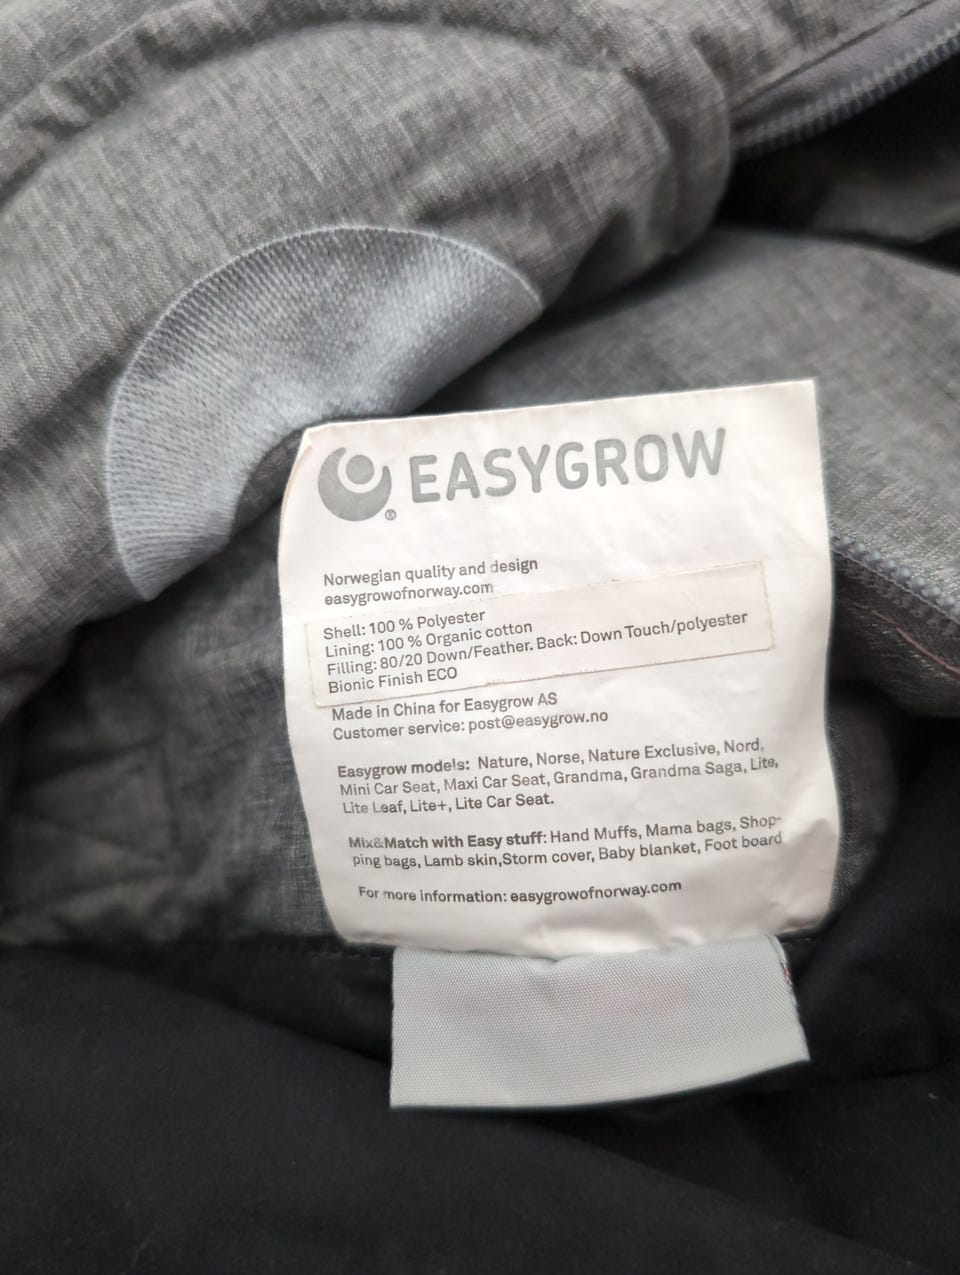 EASYGROW
®
Norwegian quality and design
easygrowofnorway.com
Shell: 100 % Polyester
Lining: 100 % Organic cotton
Filling: 80/20 Down/Feather. Back: Down Touch/polyester
Bionic Finish ECO
Made in China for Easygrow AS
Customer service: post@easygrow.no
Easygrow models: Nature, Norse, Nature Exclusive, Nord,
Mini Car Seat, Maxi Car Seat, Grandma, Grandma Saga, Lite,
Lite Leaf, Lite+, Lite Car Seat.
Mix&Match with Easy stuff: Hand Muffs, Mama bags, Shop-
ping bags, Lamb skin,Storm cover, Baby blanket, Foot board
For more information: easygrowofnorway.com